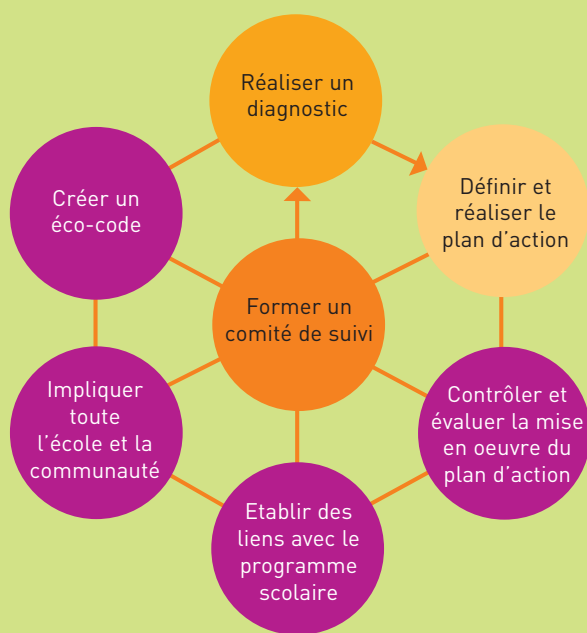 Réaliser un
diagnostic
Créer un
éco-code
Définir et
réaliser le
plan d'action
Former un
comité de suivi
Impliquer
toute
l'école et la
communauté
Contrôler et
évaluer la mise
en oeuvre du
plan d'action
Etablir des
liens avec le
programme
scolaire